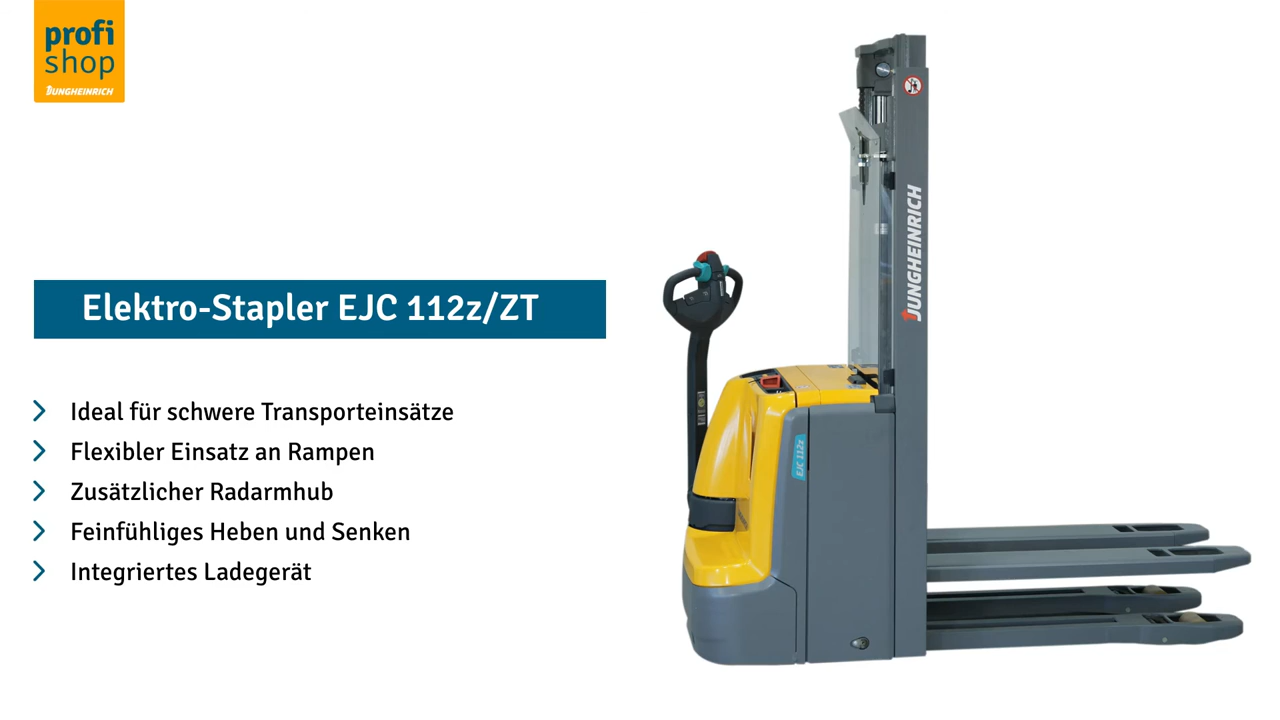 profi
shop
JUNGHEINRICH
Elektro-Stapler EJC 112z/ZT
Ideal für schwere Transporteinsätze
Flexibler Einsatz an Rampen
Zusätzlicher Radarmhub
Feinfühliges Heben und Senken
Integriertes Ladegerät
JUNGHEINRICH
EJC 112z